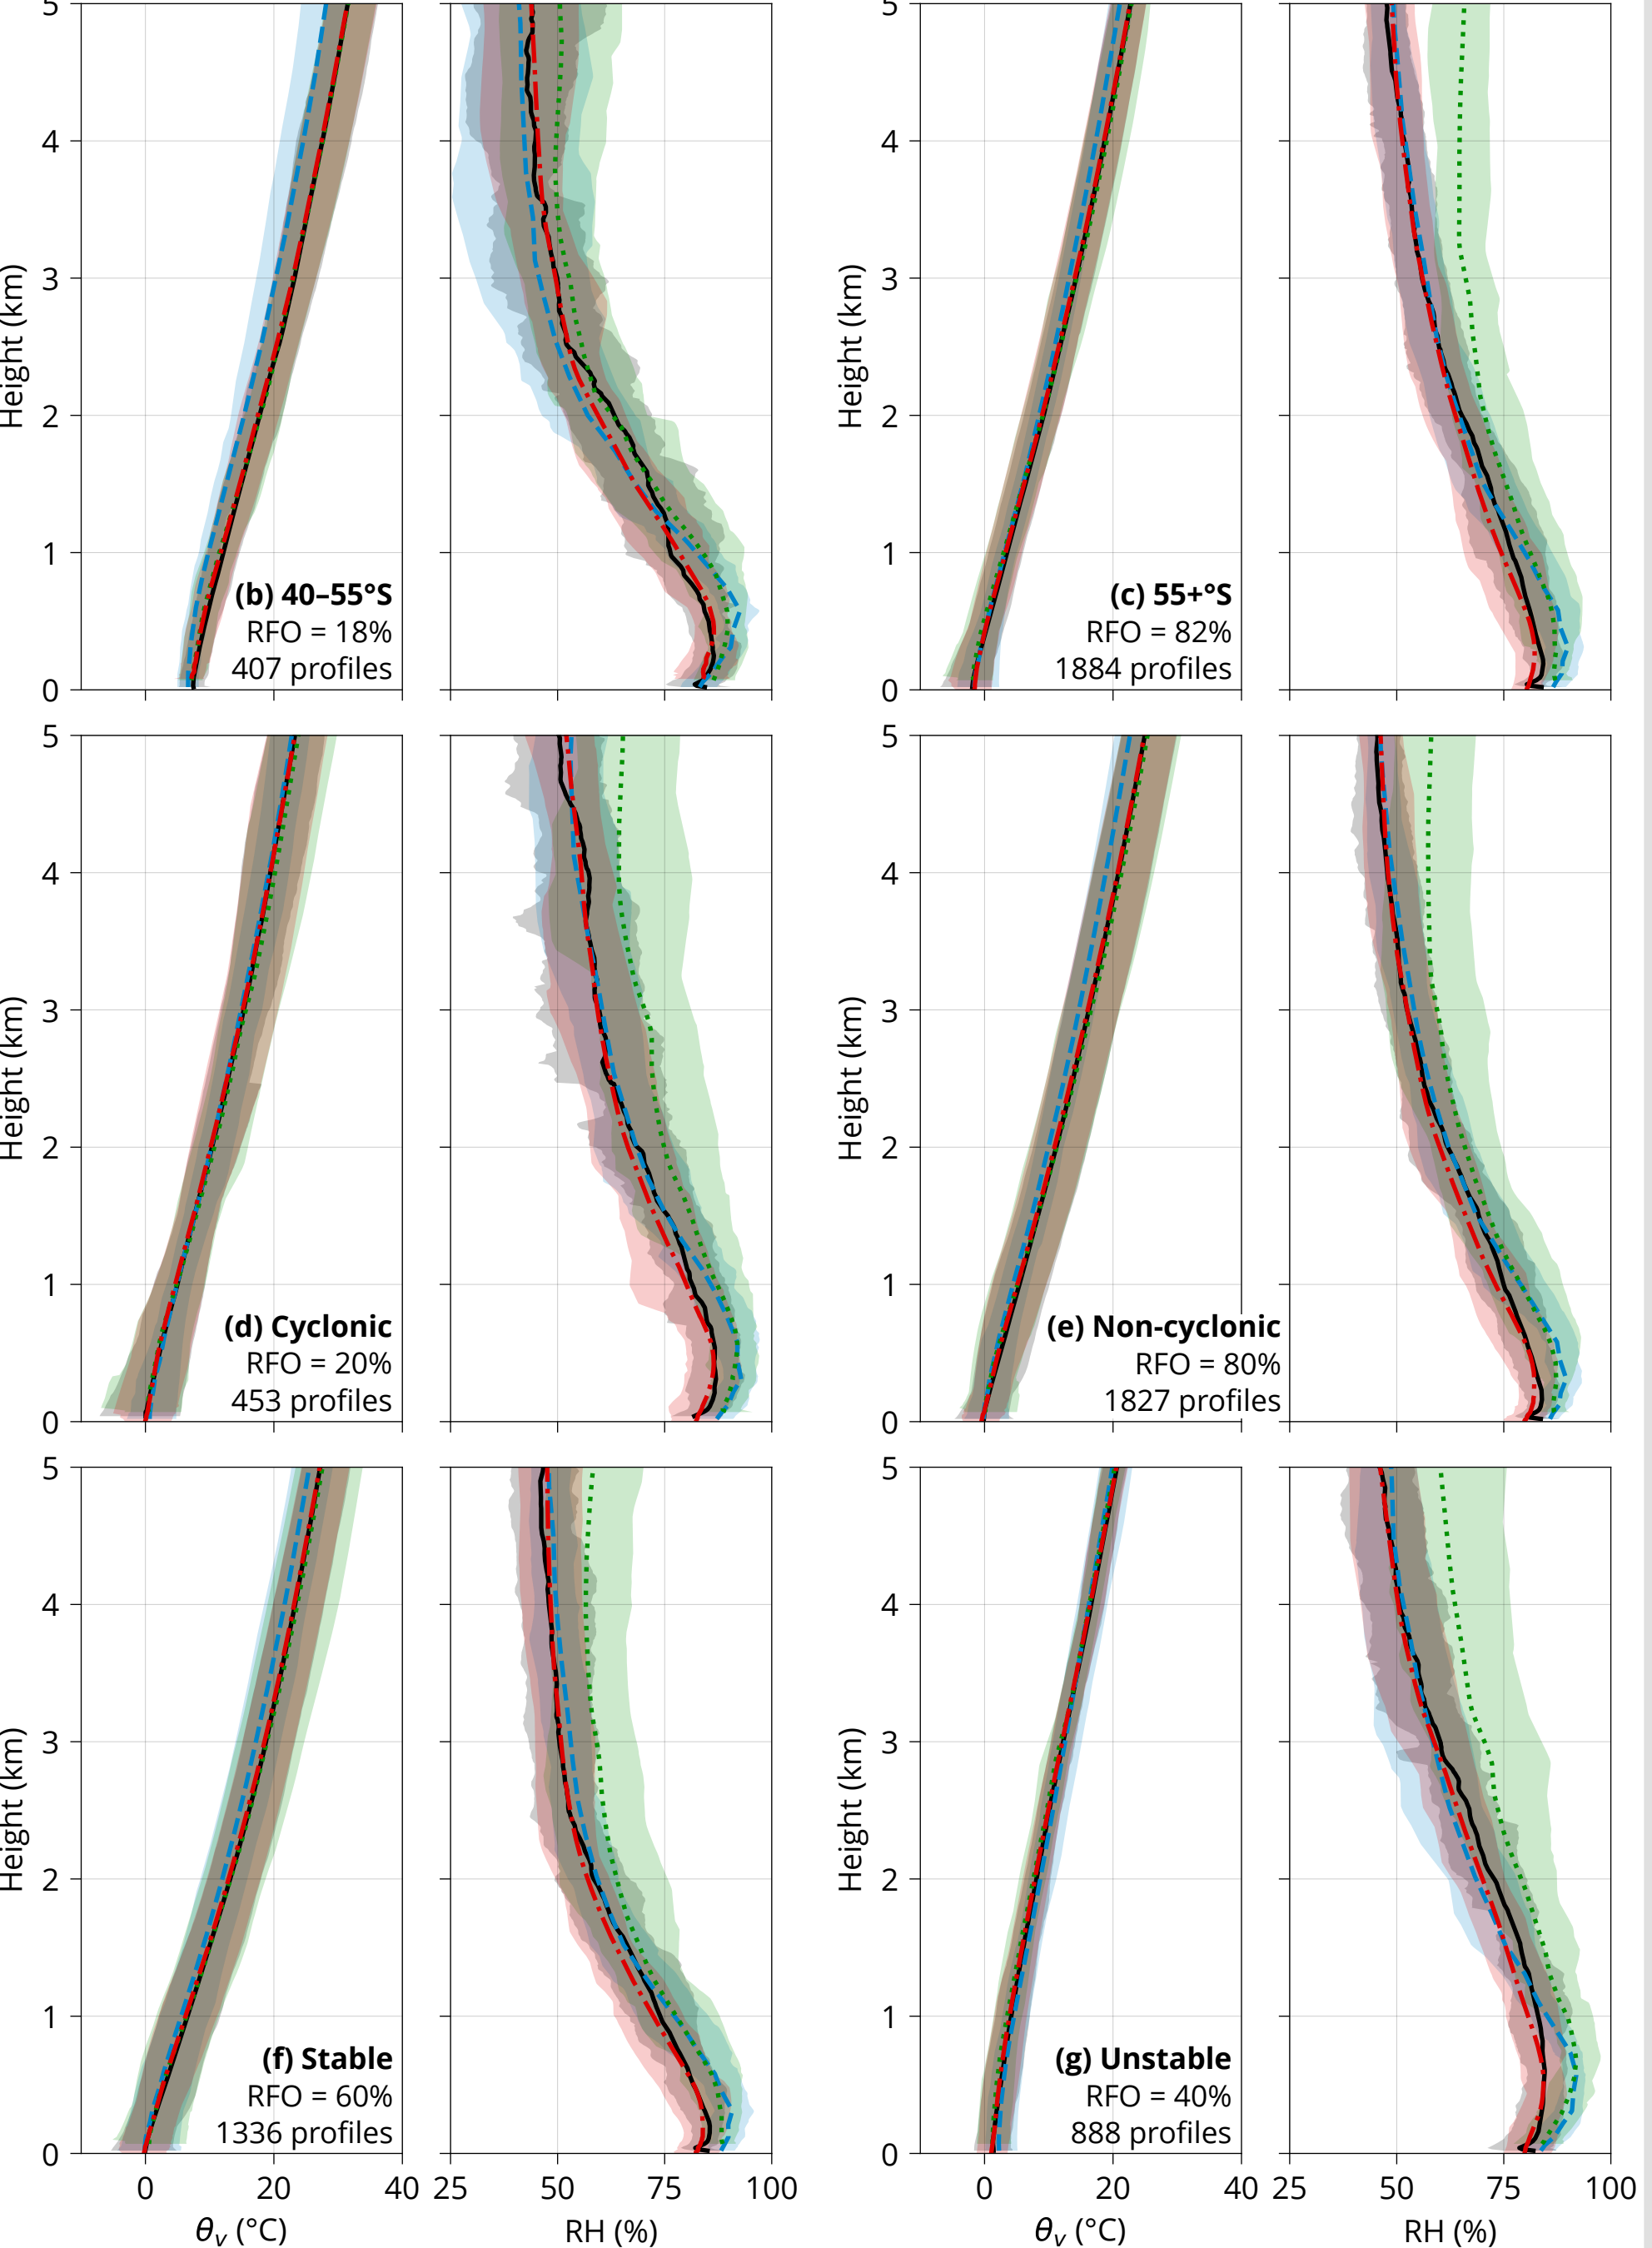 5
4
3
2
1
0
Height (km)
(b) 40–55°S
RFO = 18%
407 profiles
5
4
3
2
1
0
Height (km)
(c) 55+°S
RFO = 82%
1884 profiles
5
4
3
2
1
0
Height (km)
(d) Cyclonic
RFO = 20%
453 profiles
5
4
3
2
1
0
Height (km)
(e) Non-cyclonic
RFO = 80%
1827 profiles
5
4
3
2
1
0
Height (km)
(f) Stable
RFO = 60%
1336 profiles
0 20 40
θv (°C)
25 50 75 100
RH (%)
5
4
3
2
1
0
Height (km)
(g) Unstable
RFO = 40%
888 profiles
0 20 40
θv (°C)
25 50 75 100
RH (%)